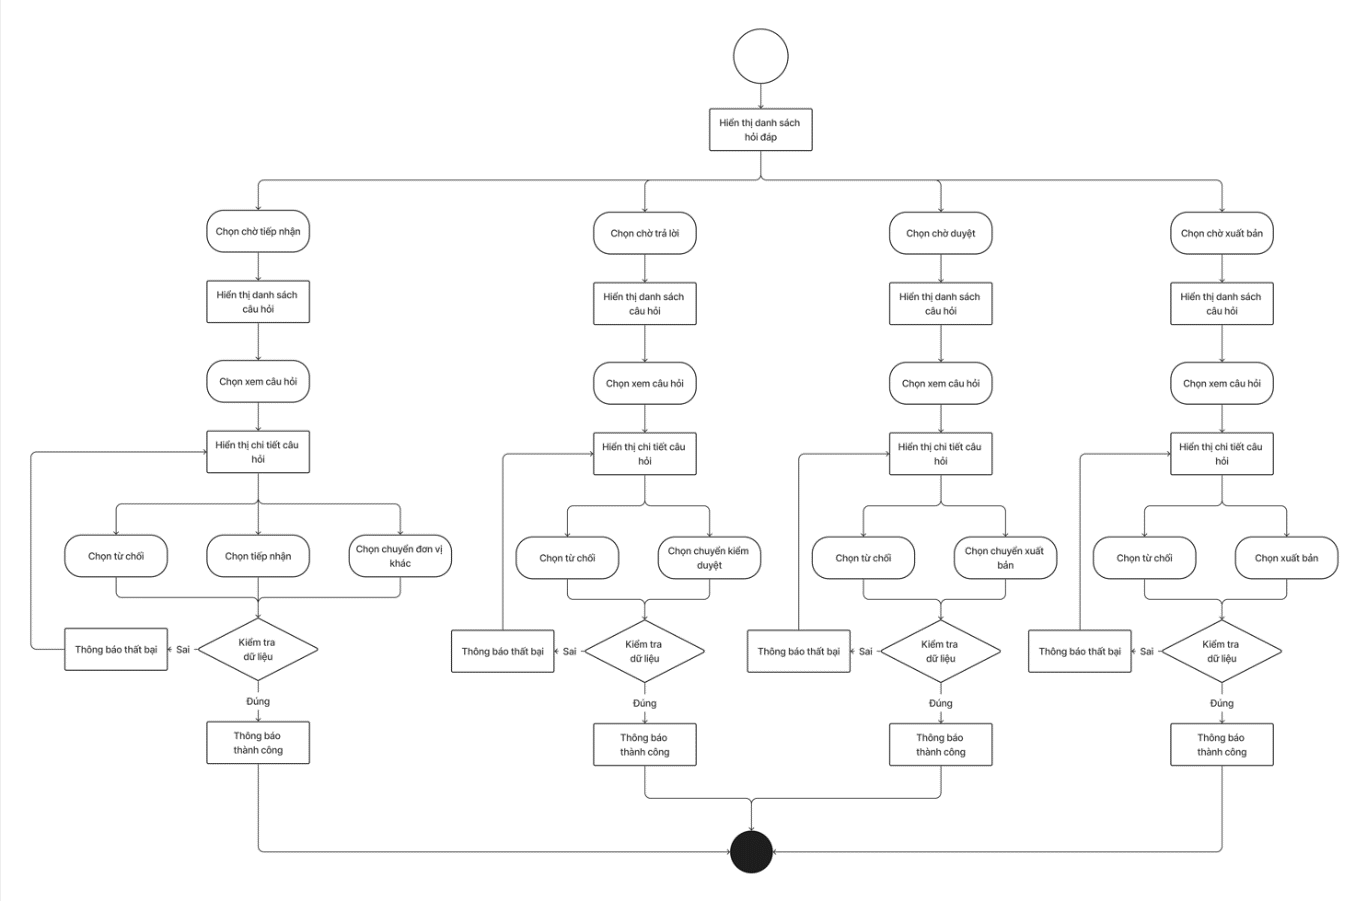 Hiển thị danh sách
hỏi đáp
Chọn chờ tiếp nhận
Chọn chờ trả lời
Chọn chờ duyệt
Chọn chờ xuất bản
Hiển thị danh sách
câu hỏi
Hiển thị danh sách
câu hỏi
Hiển thị danh sách
câu hỏi
Hiển thị danh sách
câu hỏi
Chọn xem câu hỏi
Chọn xem câu hỏi
Chọn xem câu hỏi
Chọn xem câu hỏi
Hiển thị chi tiết câu
hỏi
Hiển thị chi tiết câu
hỏi
Hiển thị chi tiết câu
hỏi
Hiển thị chi tiết câu
hỏi
Chọn từ chối
Chọn tiếp nhận
Chọn chuyển đơn vị
khác
Chọn từ chối
Chọn chuyển kiểm
duyệt
Chọn từ chối
Chọn chuyển xuất
bản
Chọn từ chối
Chọn xuất bản
Thông báo thất bại
Sai
Kiểm tra
dữ liệu
Thông báo thất bại
Sai
Kiểm tra
dữ liệu
Thông báo thất bại
Sai
Kiểm tra
dữ liệu
Thông báo thất bại
Sai
Kiểm tra
dữ liệu
Đúng
Đúng
Đúng
Đúng
Thông báo
thành công
Thông báo
thành công
Thông báo
thành công
Thông báo
thành công